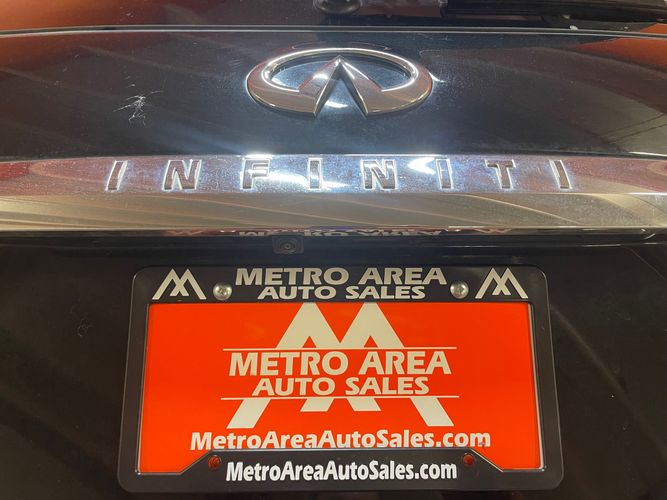 INFINITI
METRO AREA
AUTO SALES
METRO AREA
AUTO SALES
MetroAreaAutoSales.com
MetroAreaAutoSales.com